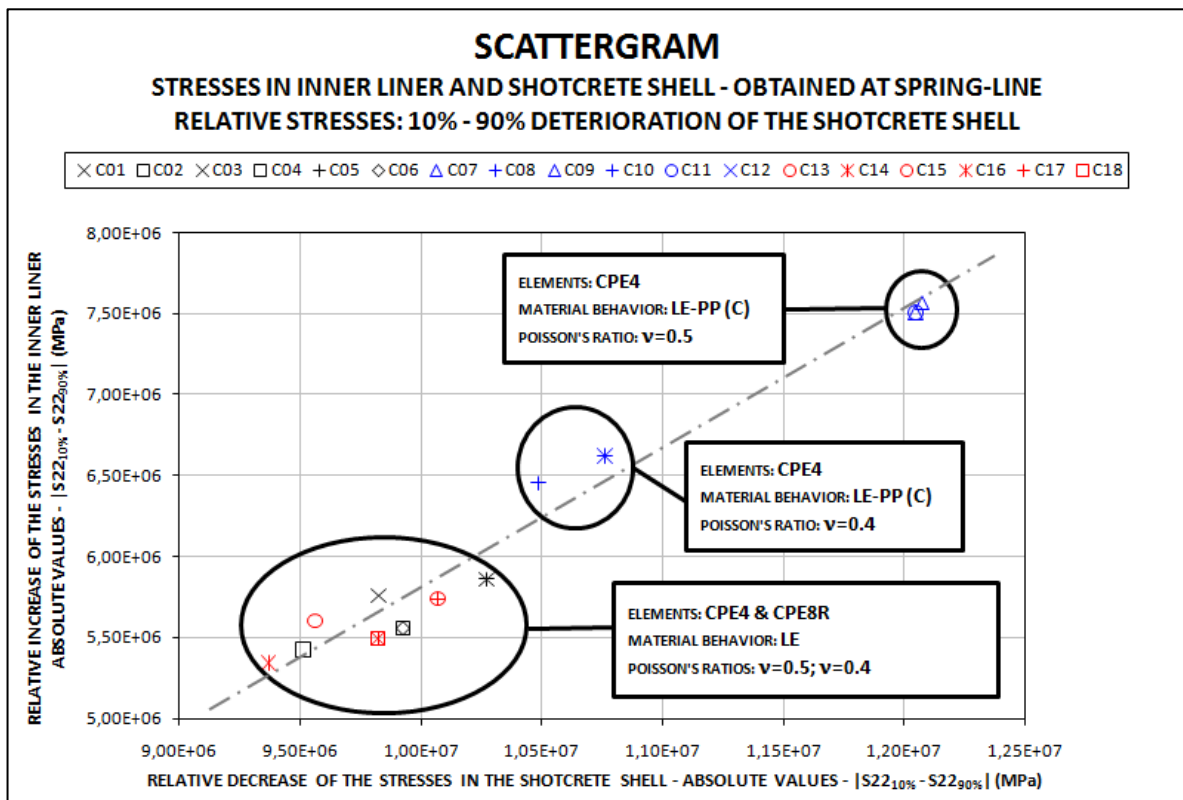 SCATTERGRAM
STRESSES IN INNER LINER AND SHOTCRETE SHELL - OBTAINED AT SPRING-LINE
RELATIVE STRESSES: 10% - 90% DETERIORATION OF THE SHOTCRETE SHELL
C01 C02 C03 C04 C05 C06 C07 C08 C09 C10 C11 C12 C13 C14 C15 C16 C17 C18
RELATIVE INCREASE OF THE STRESSES IN THE INNER LINER
ABSOLUTE VALUES - |S2210% - S2290%| (MPa)
8,00E+06
7,50E+06
7,00E+06
6,50E+06
6,00E+06
5,50E+06
5,00E+06
ELEMENTS: CPE4
MATERIAL BEHAVIOR: LE-PP (C)
POISSON'S RATIO: ν=0.5
ELEMENTS: CPE4
MATERIAL BEHAVIOR: LE-PP (C)
POISSON'S RATIO: ν=0.4
ELEMENTS: CPE4 & CPE8R
MATERIAL BEHAVIOR: LE
POISSON'S RATIOS: ν=0.5; ν=0.4
9,00E+06 9,50E+06 1,00E+07 1,05E+07 1,10E+07 1,15E+07 1,20E+07 1,25E+07
RELATIVE DECREASE OF THE STRESSES IN THE SHOTCRETE SHELL - ABSOLUTE VALUES - |S2210% - S2290%| (MPa)